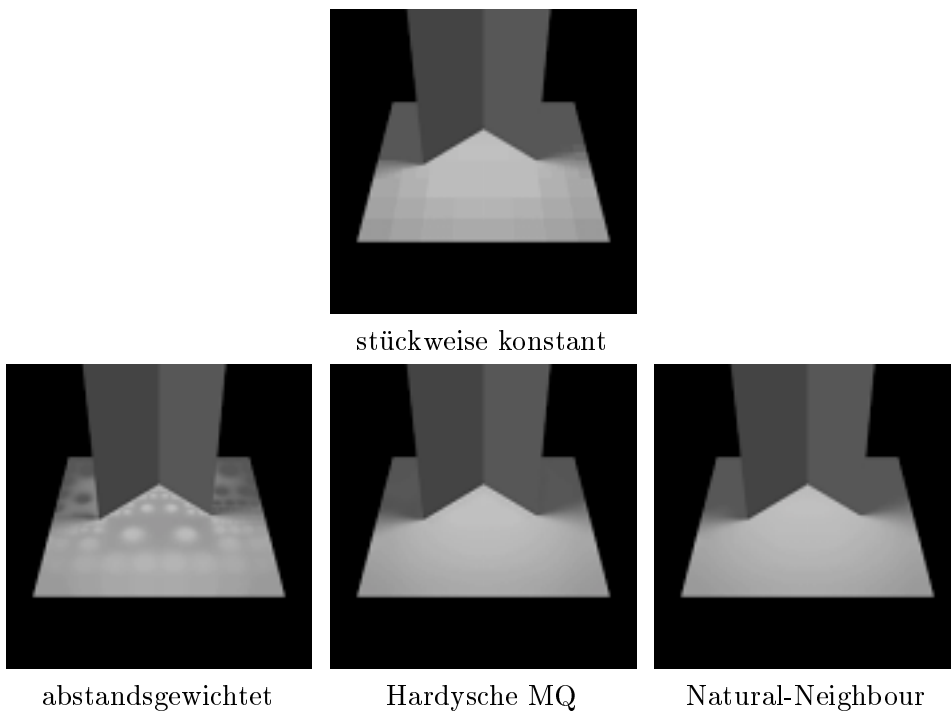 stückweise konstant
abstandsgewichtet
Hardysche MQ
Natural-Neighbour